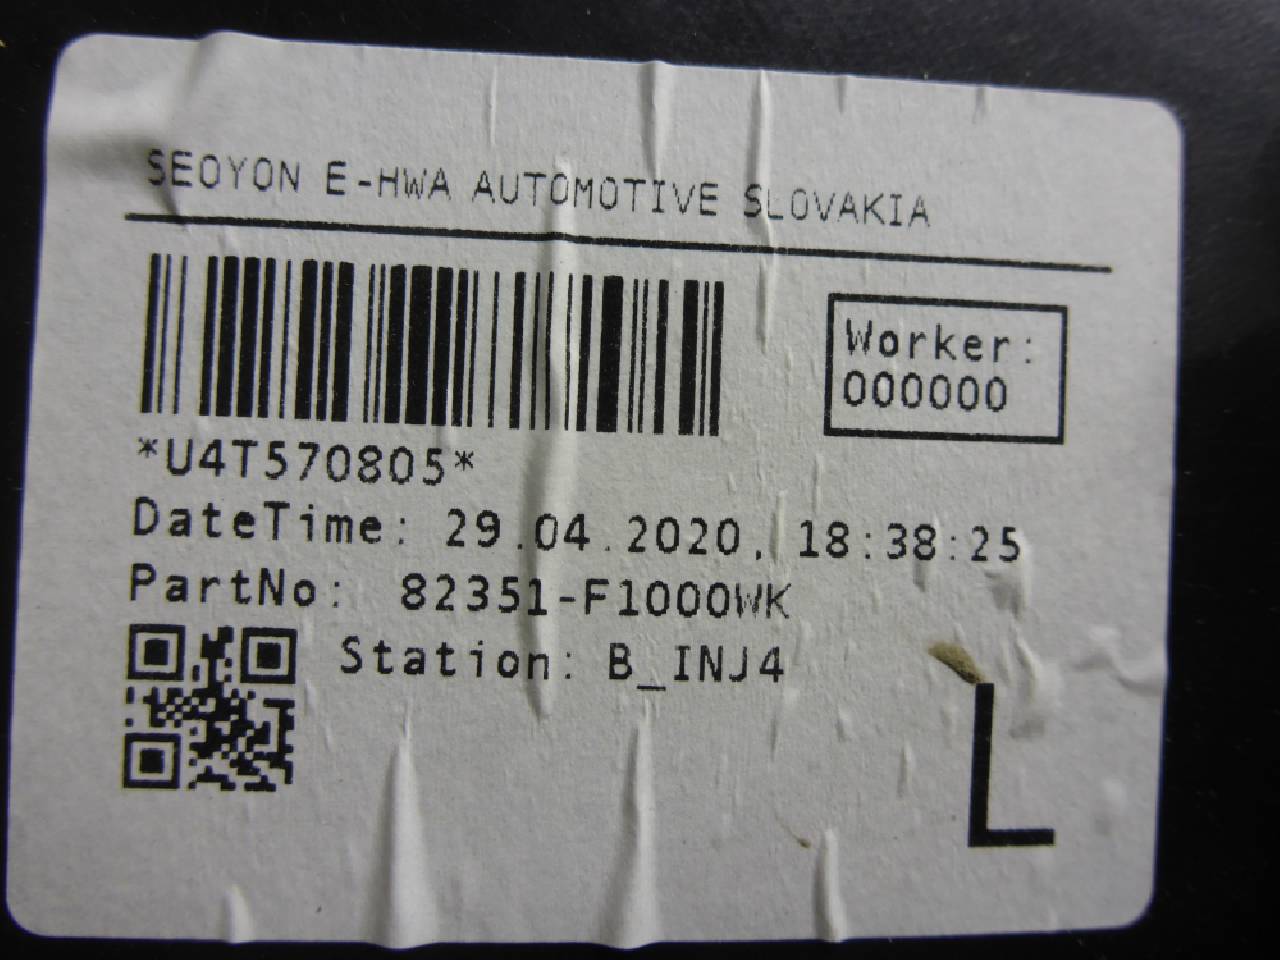 SEOYON E-HWA AUTOMOTIVE SLOVAKIA
Worker:
000000
*U4T570805*
DateTime: 29.04.2020, 18:38:25
PartNo: 82351-F1000WK
Station: B_INJ4
L